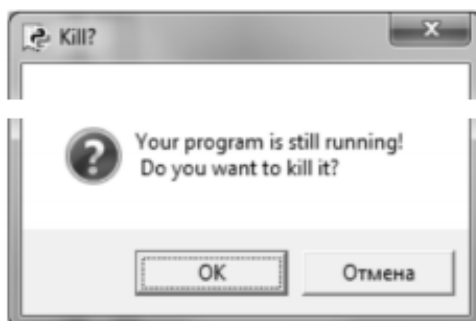 Kill?
Your program is still running!
Do you want to kill it?
OK
Отмена